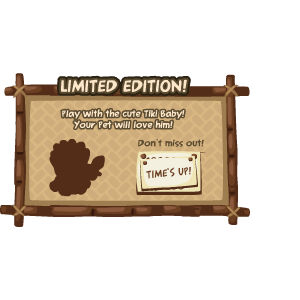 LIMITED EDITION!
Play with the cute Tiki Baby!
Your Pet will love him!
Don't miss out!
TIME'S UP!